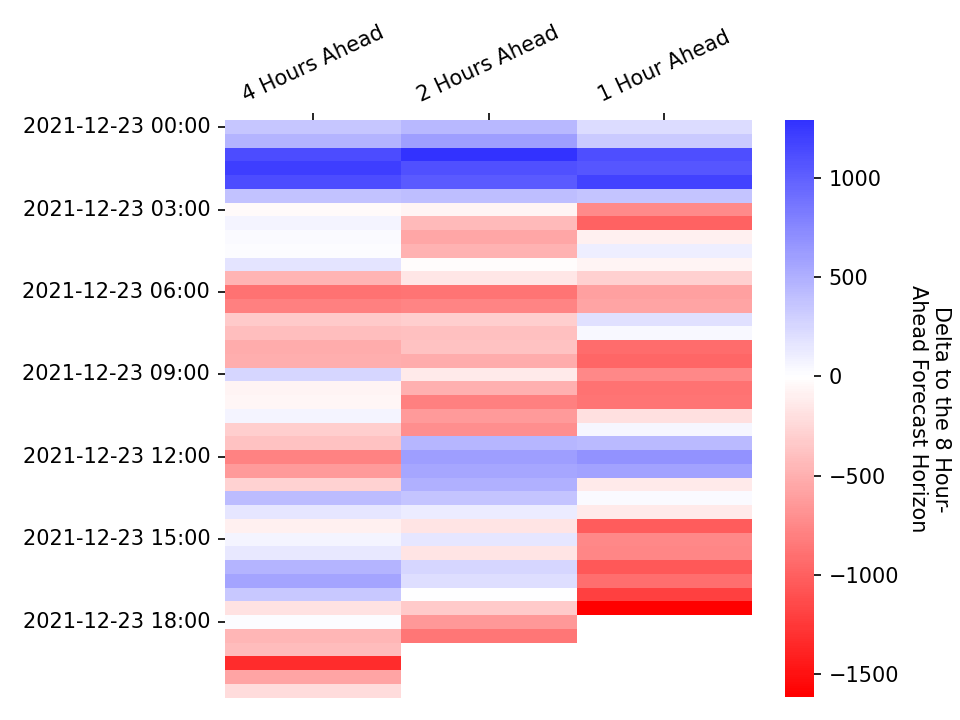 4 Hours Ahead
2 Hours Ahead
1 Hour Ahead
2021-12-23 00:00
2021-12-23 03:00
2021-12-23 06:00
2021-12-23 09:00
2021-12-23 12:00
2021-12-23 15:00
2021-12-23 18:00
1000
500
0
−500
−1000
−1500
Delta to the 8 Hour-
Ahead Forecast Horizon